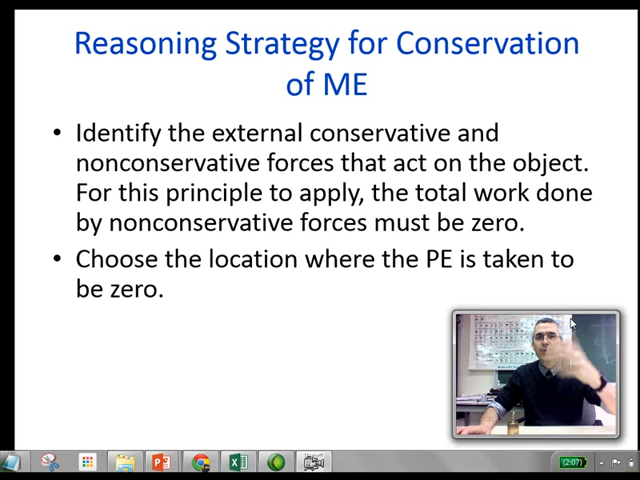 Reasoning Strategy for Conservation
of ME
• Identify the external conservative and
nonconservative forces that act on the object.
For this principle to apply, the total work done
by nonconservative forces must be zero.
• Choose the location where the PE is taken to
be zero.
(2:07)